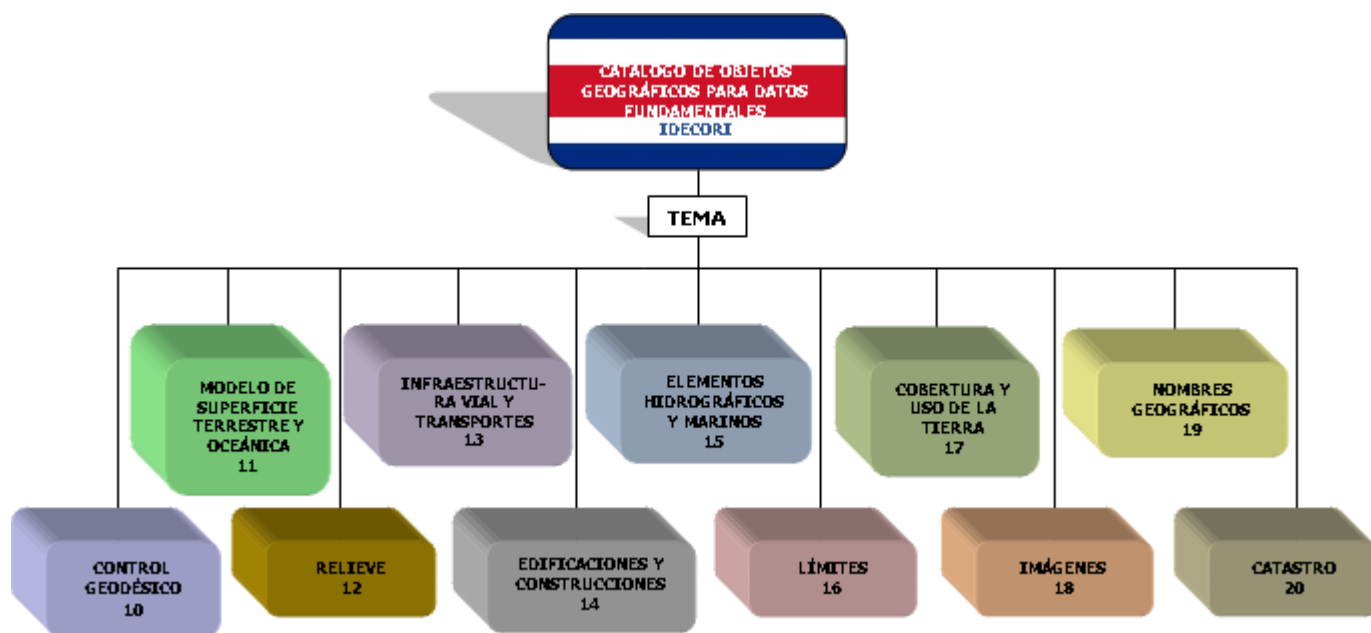 CATALOGO DE OBJETOS
GEOGRÁFICOS PARA DATOS
FUNDAMENTALES
IDECORI
TEMA
MODELO DE
SUPERFICIE
TERRESTRE Y
OCEÁNICA
11
INFRAESTRUCTU-
RA VIAL Y
TRANSPORTES
13
ELEMENTOS
HIDROGRÁFICOS
Y MARINOS
15
COBERTURA Y
USO DE LA
TIERRA
17
NOMBRES
GEOGRÁFICOS
19
CONTROL
GEODÉSICO
10
RELIEVE
12
EDIFICACIONES Y
CONSTRUCCIONES
14
LÍMITES
16
IMÁGENES
18
CATASTRO
20